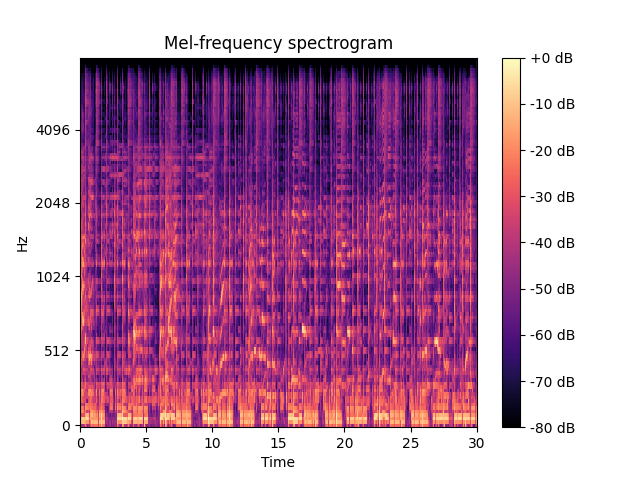 Mel-frequency spectrogram
+0 dB
4096
-10 dB
-20 dB
2048
-30 dB
Hz
-40 dB
1024
-50 dB
512
-60 dB
-70 dB
0
-80 dB
0 5 10 15 20 25 30
Time